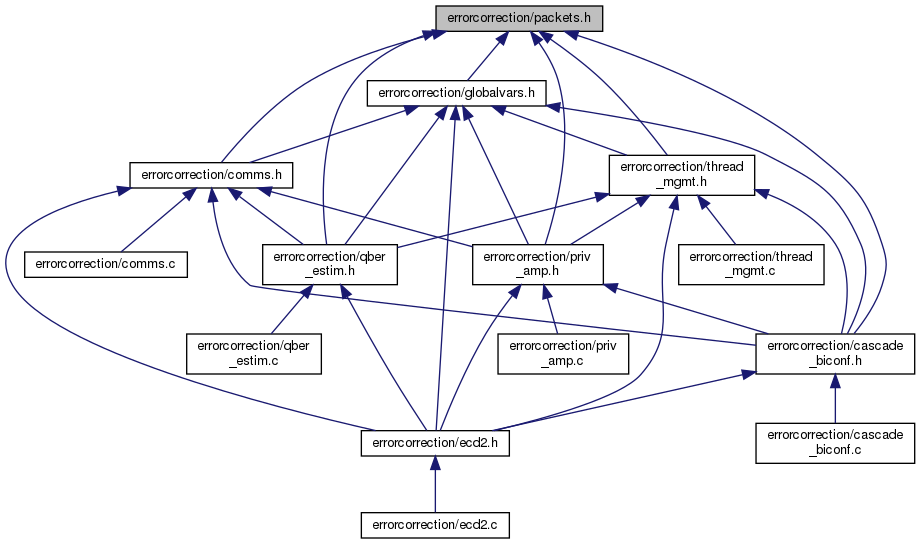 errorcorrection/packets.h
errorcorrection/globalvars.h
errorcorrection/comms.h
errorcorrection/thread
_mgmt.h
errorcorrection/comms.c
errorcorrection/qber
_estim.h
errorcorrection/priv
_amp.h
errorcorrection/thread
_mgmt.c
errorcorrection/qber
_estim.c
errorcorrection/priv
_amp.c
errorcorrection/cascade
_biconf.h
errorcorrection/ecd2.h
errorcorrection/cascade
_biconf.c
errorcorrection/ecd2.c